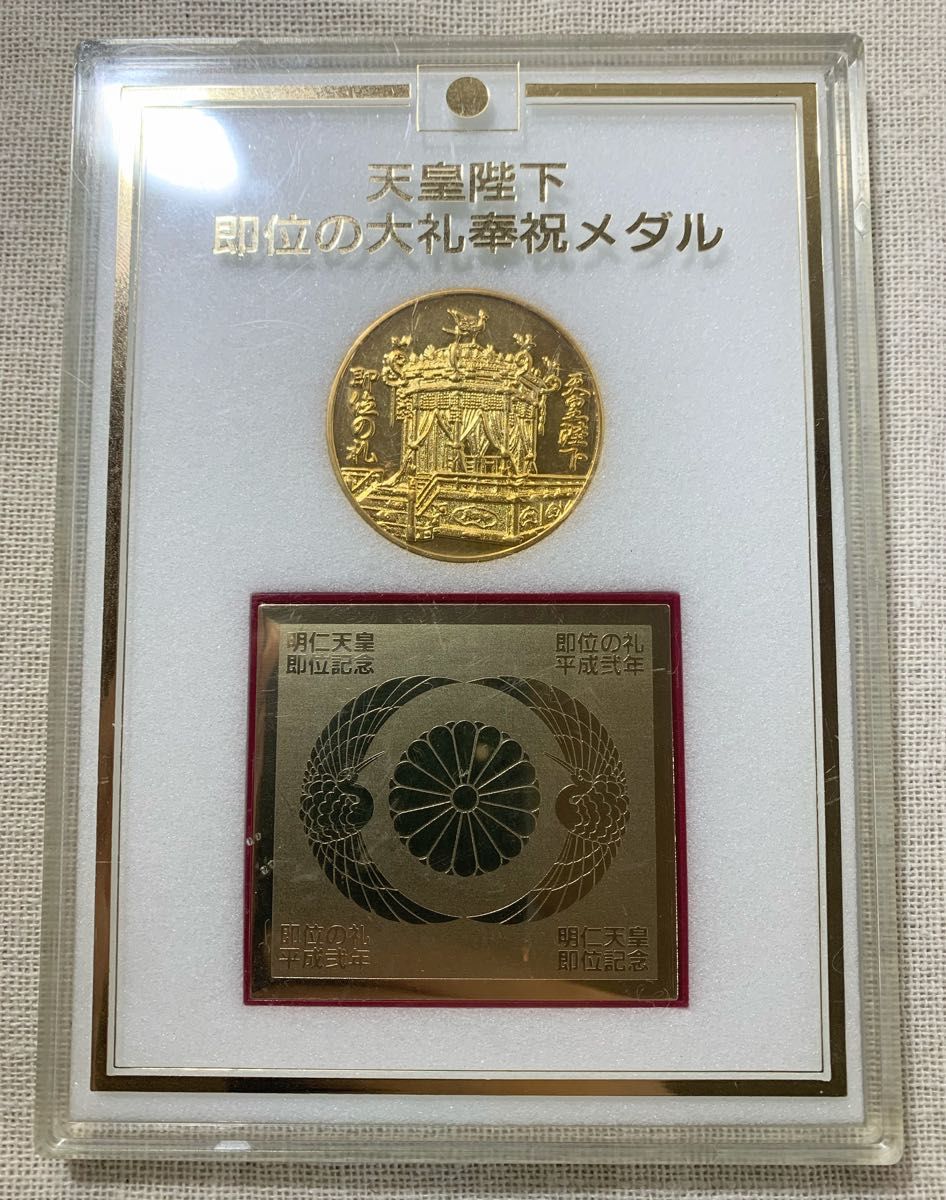 天皇陛下
即位の大礼奉祝メダル
天皇陛下
即位の礼
明仁天皇
即位記念
即位の礼
平成弐年
即位の礼
平成弐年
明仁天皇
即位記念